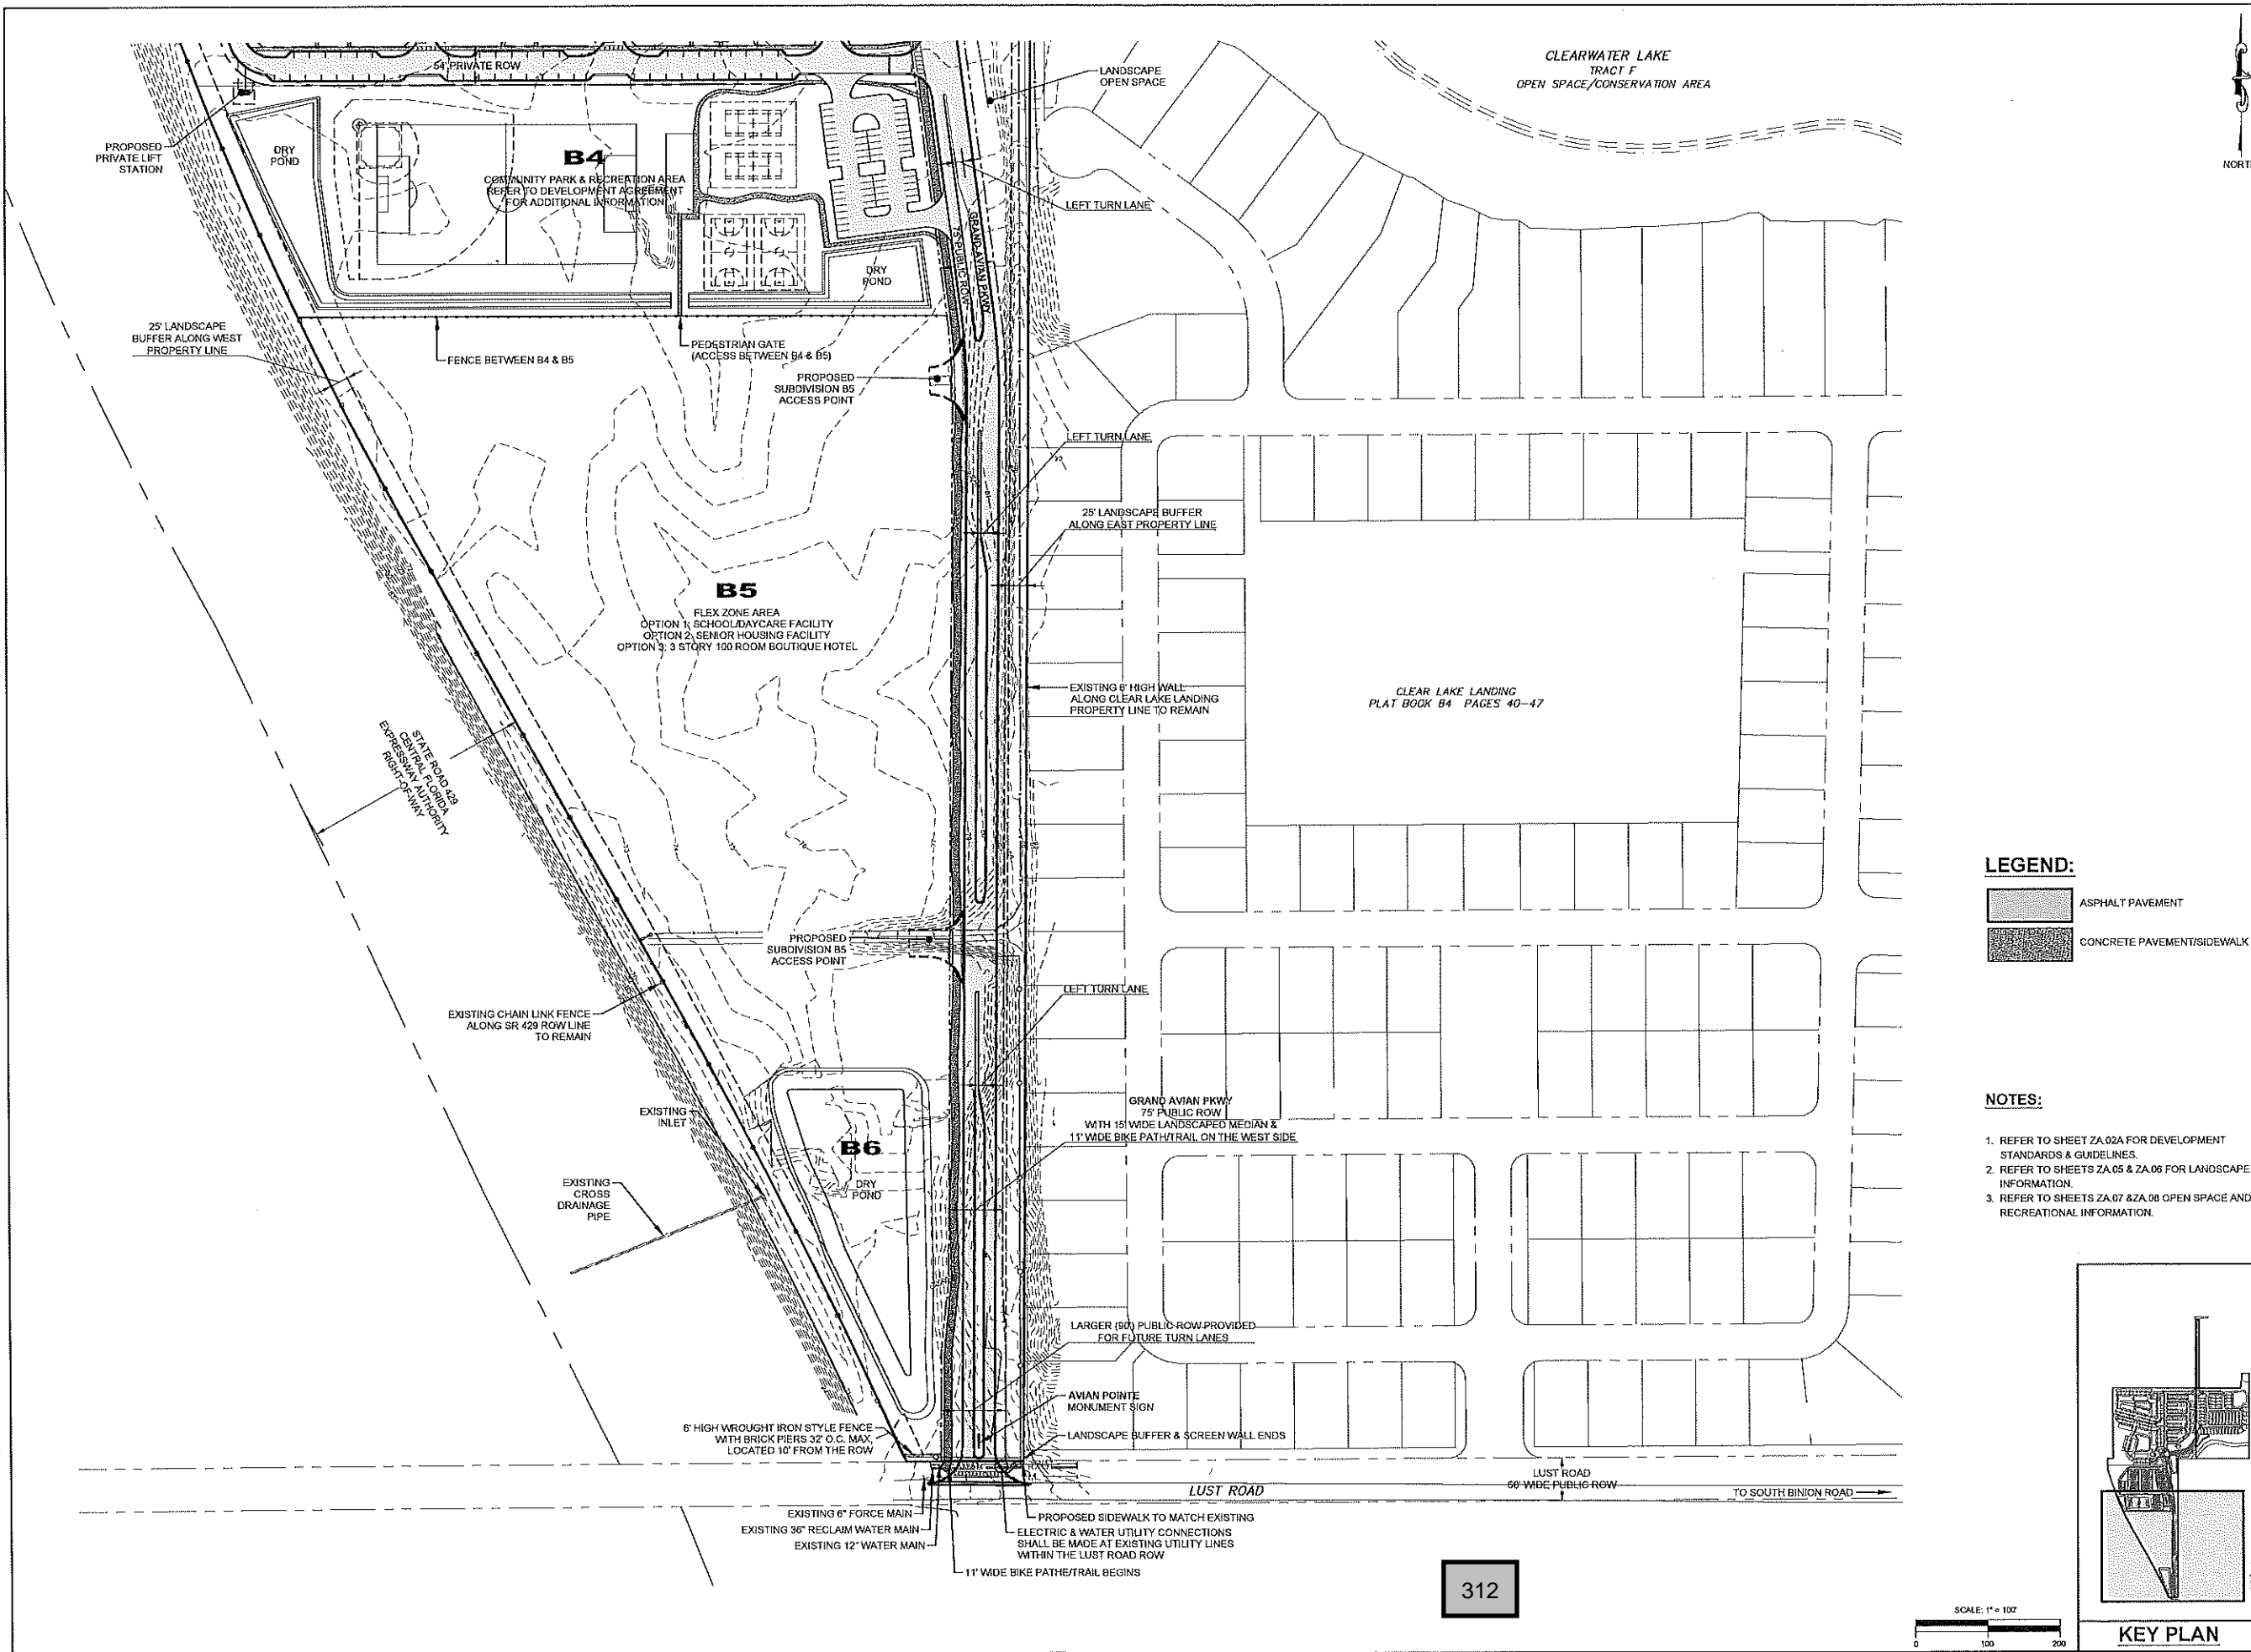 CLEARWATER LAKE
TRACT F
OPEN SPACE/CONSERVATION AREA
54' PRIVATE ROW
LANDSCAPE
OPEN SPACE
PROPOSED
PRIVATE LIFT
STATION
DRY
POND
B4
COMMUNITY PARK & RECREATION AREA
REFER TO DEVELOPMENT AGREEMENT
FOR ADDITIONAL INFORMATION
LEFT TURN LANE
GRAND AVIAN PKWY
75' PUBLIC ROW
DRY
POND
25' LANDSCAPE
BUFFER ALONG WEST
PROPERTY LINE
FENCE BETWEEN B4 & B5
PEDESTRIAN GATE
(ACCESS BETWEEN B4 & B5)
PROPOSED
SUBDIVISION B5
ACCESS POINT
LEFT TURN LANE
25' LANDSCAPE BUFFER
ALONG EAST PROPERTY LINE
B5
FLEX ZONE AREA
OPTION 1: SCHOOL/DAYCARE FACILITY
OPTION 2: SENIOR HOUSING FACILITY
OPTION 3: 3 STORY 100 ROOM BOUTIQUE HOTEL
EXISTING 6' HIGH WALL
ALONG CLEAR LAKE LANDING
PROPERTY LINE TO REMAIN
CLEAR LAKE LANDING
PLAT BOOK 84 PAGES 40-47
STATE ROAD 429
CENTRAL FLORIDA
EXPRESSWAY AUTHORITY
RIGHT-OF-WAY
PROPOSED
SUBDIVISION B5
ACCESS POINT
LEFT TURN LANE
EXISTING CHAIN LINK FENCE
ALONG SR 429 ROW LINE
TO REMAIN
EXISTING
INLET
B6
DRY
POND
GRAND AVIAN PKWY
75' PUBLIC ROW
WITH 15' WIDE LANDSCAPED MEDIAN &
11' WIDE BIKE PATH/TRAIL ON THE WEST SIDE
EXISTING
CROSS
DRAINAGE
PIPE
LARGER (90') PUBLIC ROW PROVIDED
FOR FUTURE TURN LANES
AVIAN POINTE
MONUMENT SIGN
6' HIGH WROUGHT IRON STYLE FENCE
WITH BRICK PIERS 32' O.C. MAX,
LOCATED 10' FROM THE ROW
LANDSCAPE BUFFER & SCREEN WALL ENDS
LUST ROAD
LUST ROAD
60' WIDE PUBLIC ROW
TO SOUTH BINION ROAD
EXISTING 6" FORCE MAIN
EXISTING 36" RECLAIM WATER MAIN
EXISTING 12" WATER MAIN
PROPOSED SIDEWALK TO MATCH EXISTING
ELECTRIC & WATER UTILITY CONNECTIONS
SHALL BE MADE AT EXISTING UTILITY LINES
WITHIN THE LUST ROAD ROW
11' WIDE BIKE PATHE/TRAIL BEGINS
312
LEGEND:
ASPHALT PAVEMENT
CONCRETE PAVEMENT/SIDEWALK
NOTES:
1. REFER TO SHEET ZA.02A FOR DEVELOPMENT
STANDARDS & GUIDELINES.
2. REFER TO SHEETS ZA.05 & ZA.06 FOR LANDSCAPE
INFORMATION.
3. REFER TO SHEETS ZA.07 &ZA.08 OPEN SPACE AND
RECREATIONAL INFORMATION.
SCALE: 1" = 100'
0 100 200
KEY PLAN